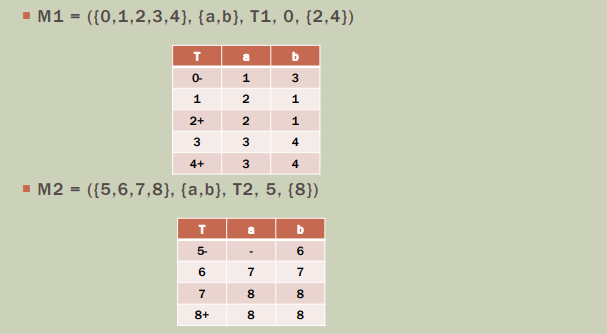 M1 = ({0,1,2,3,4}, {a,b}, T1, 0, {2,4})
T a b
0- 1 3
1 2 1
2+ 2 1
3 3 4
4+ 3 4
M2 = ({5,6,7,8}, {a,b}, T2, 5, {8})
T a b
5- - 6
6 7 7
7 8 8
8+ 8 8